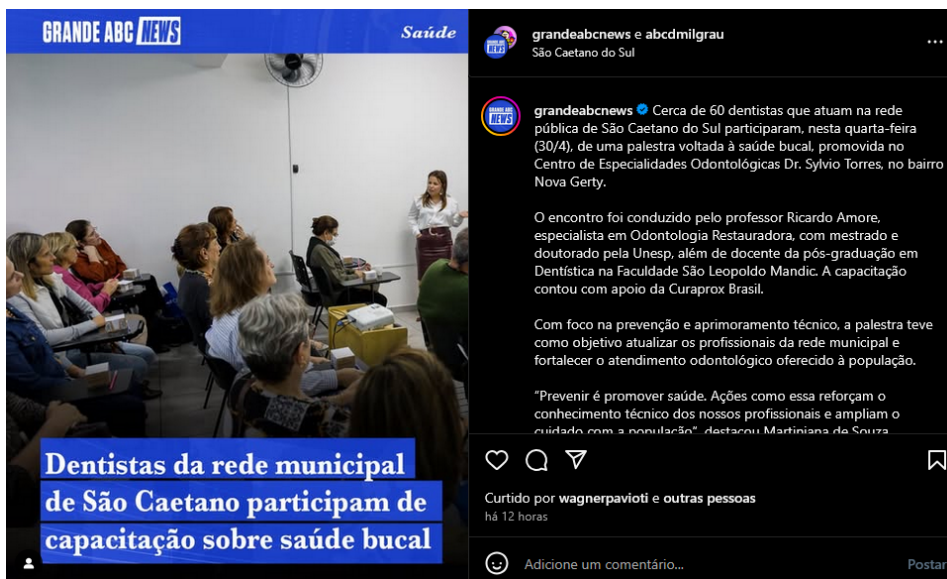 GRANDE ABC NEWS
Saúde
Dentistas da rede municipal
de São Caetano participam de
capacitação sobre saúde bucal
grandeabcnews e abcdmilgrau
São Caetano do Sul
grandeabcnews Cerca de 60 dentistas que atuam na rede
pública de São Caetano do Sul participaram, nesta quarta-feira
(30/4), de uma palestra voltada à saúde bucal, promovida no
Centro de Especialidades Odontológicas Dr. Sylvio Torres, no bairro
Nova Gerty.
O encontro foi conduzido pelo professor Ricardo Amore,
especialista em Odontologia Restauradora, com mestrado e
doutorado pela Unesp, além de docente da pós-graduação em
Dentística na Faculdade São Leopoldo Mandic. A capacitação
contou com apoio da Curaprox Brasil.
Com foco na prevenção e aprimoramento técnico, a palestra teve
como objetivo atualizar os profissionais da rede municipal e
fortalecer o atendimento odontológico oferecido à população.
“Prevenir é promover saúde. Ações como essa reforçam o
conhecimento técnico dos nossos profissionais e ampliam o
cuidado com a população”, destacou Martiniana de Souza
Curtido por wagnerpavioti e outras pessoas
há 12 horas
Adicione um comentário...
Postar